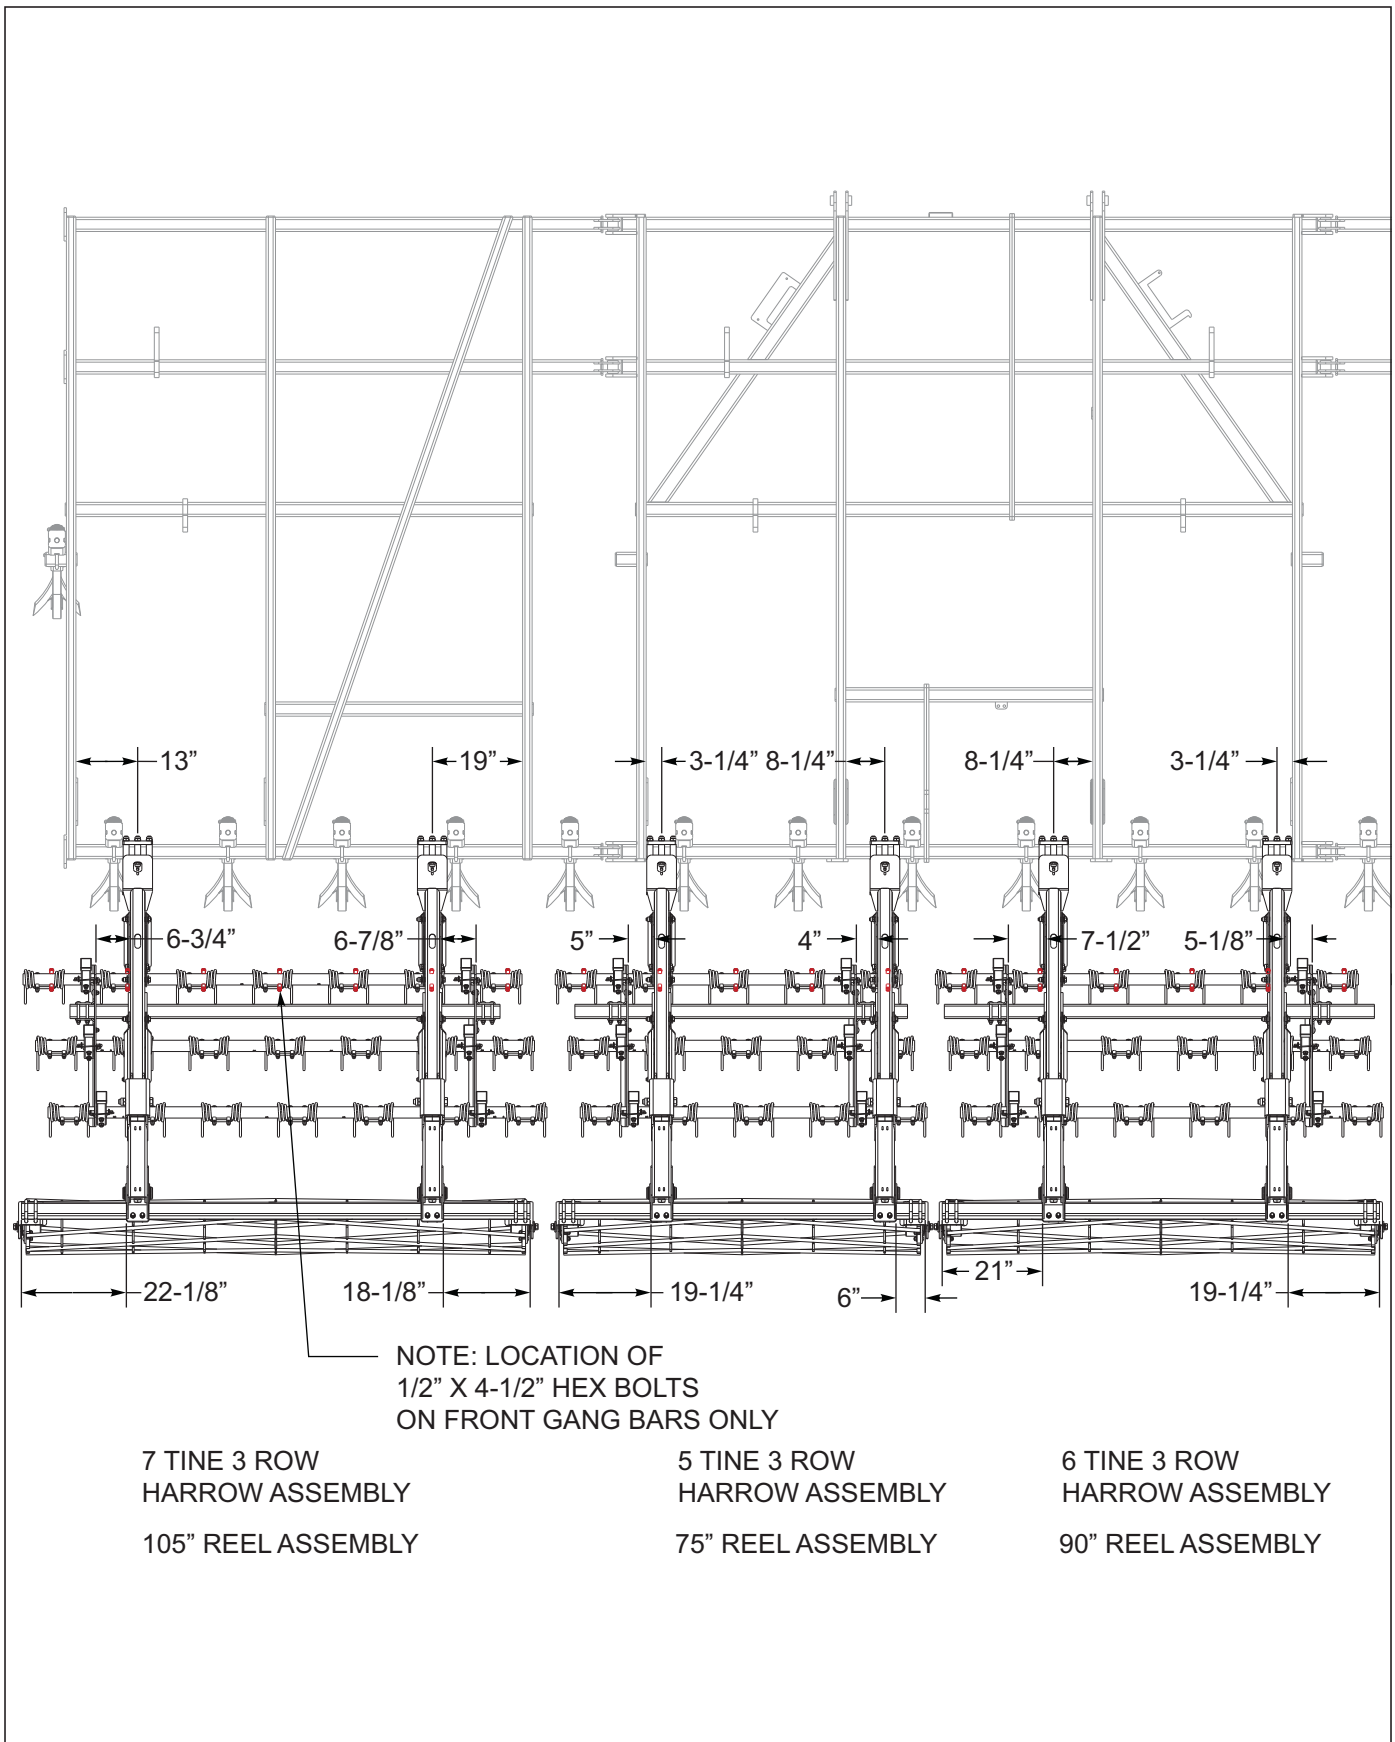 13”
19”
3-1/4”
8-1/4”
8-1/4”
3-1/4”
6-3/4”
6-7/8”
5”
4”
7-1/2”
5-1/8”
22-1/8”
18-1/8”
19-1/4”
6”
21”
19-1/4”
NOTE: LOCATION OF
1/2” X 4-1/2” HEX BOLTS
ON FRONT GANG BARS ONLY
7 TINE 3 ROW
HARROW ASSEMBLY
105” REEL ASSEMBLY
5 TINE 3 ROW
HARROW ASSEMBLY
75” REEL ASSEMBLY
6 TINE 3 ROW
HARROW ASSEMBLY
90” REEL ASSEMBLY